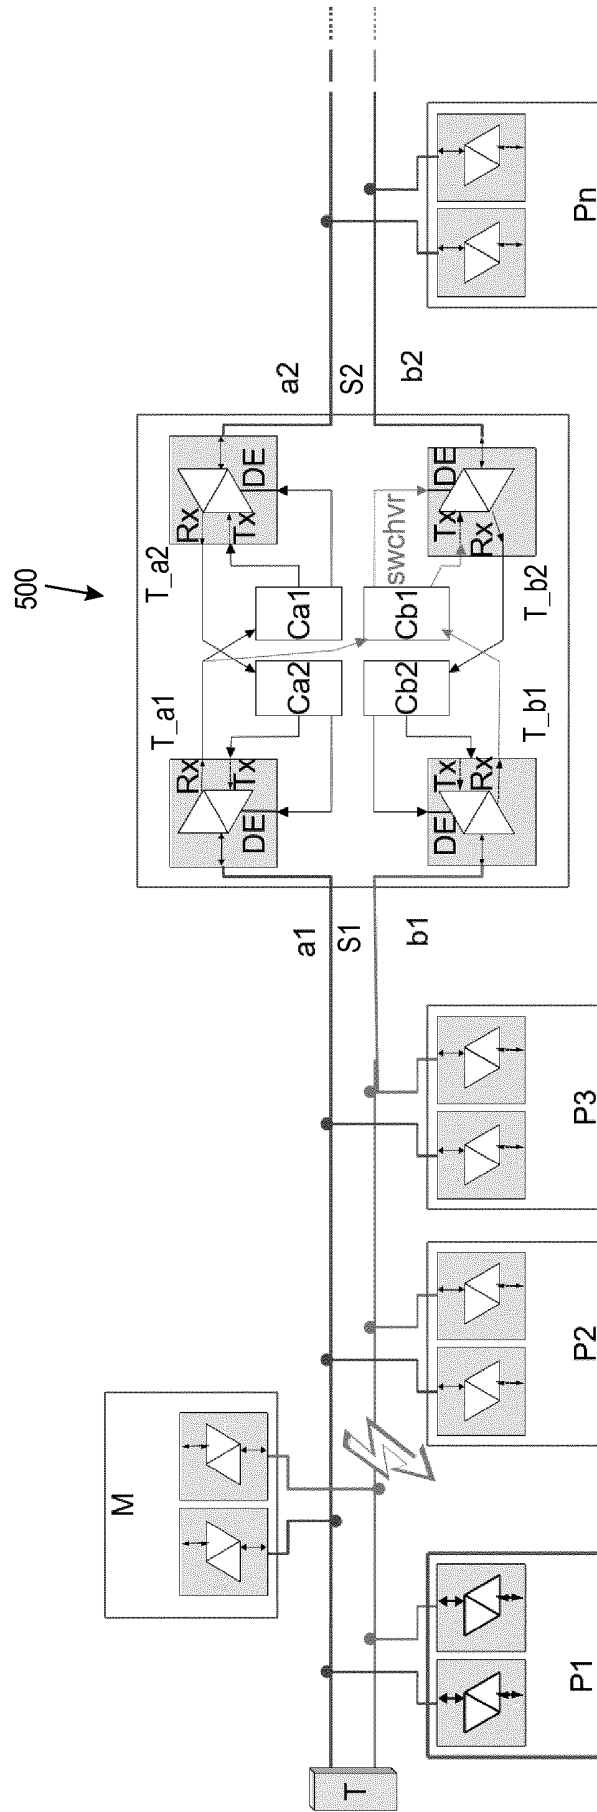 500
a2
S2
b2
Pn
T_a2
Rx
Tx
DE
Ca1
Cb1
swchvr
DE
Tx
Rx
T_b2
T_a1
Rx
Tx
DE
Ca2
Cb2
Tx
DE
Rx
T_b1
a1
S1
b1
P3
P2
M
P1
T